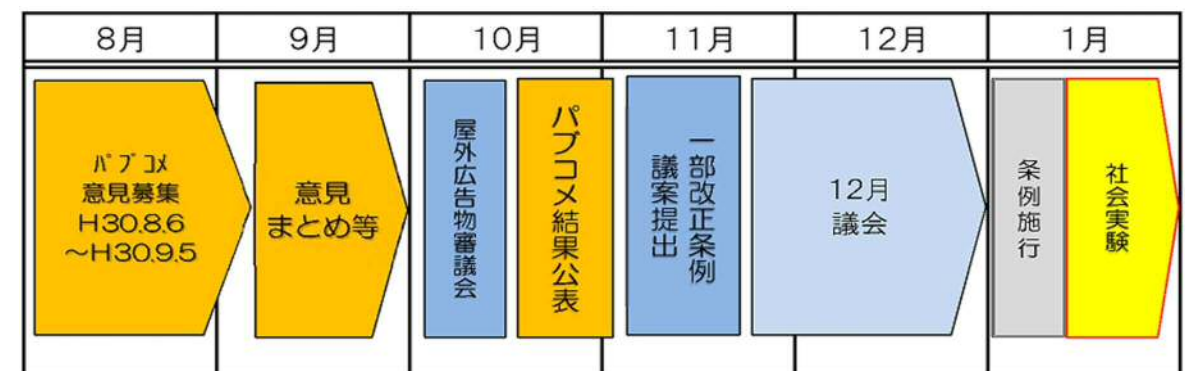 8月
9月
10月
11月
12月
1月
ﾊﾟﾌﾞｺﾒ
意見募集
H30.8.6
～H30.9.5
意見
まとめ等
屋外広告物審議会
パブコメ結果公表
一部改正条例
議案提出
12月
議会
条例施行
社会実験